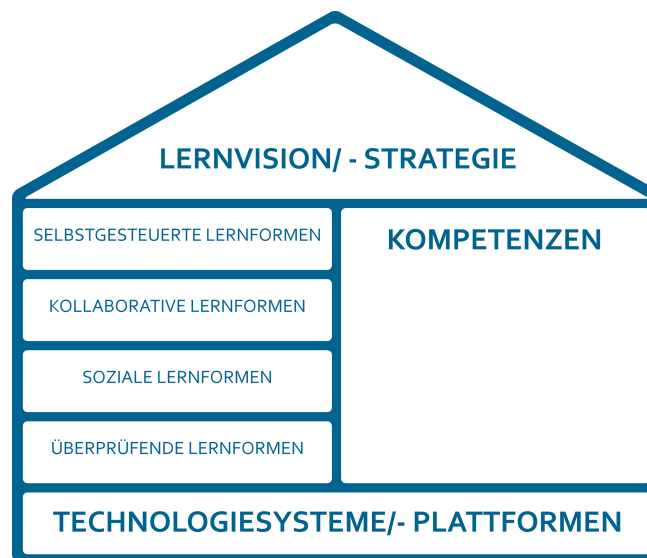 LERNVISION/ - STRATEGIE
SELBSTGESTEUERTE LERNFORMEN
KOLLABORATIVE LERNFORMEN
SOZIALE LERNFORMEN
ÜBERPRÜFENDE LERNFORMEN
KOMPETENZEN
TECHNOLOGIESYSTEME/- PLATTFORMEN